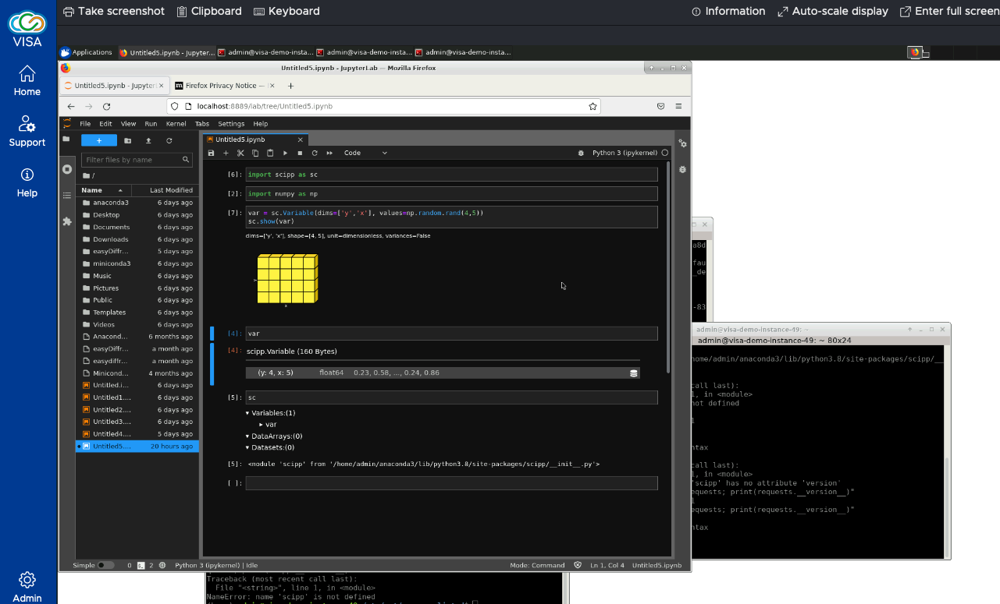 Take screenshot Clipboard Keyboard Information Auto-scale display Enter full screen
VISA
Home
Support
Help
Admin
Applications Untitled5.ipynb - Jupyter... admin@visa-demo-insta... admin@visa-demo-insta... admin@visa-demo-insta...
Untitled5.ipynb - JupyterLab — Mozilla Firefox
Untitled5.ipynb - Jupyter Firefox Privacy Notice —
localhost:8889/lab/tree/Untitled5.ipynb
File Edit View Run Kernel Tabs Settings Help
Filter files by name
/
Name Last Modified
anaconda3 6 days ago
Desktop 6 days ago
Documents 6 days ago
Downloads 6 days ago
easyDiffr... 5 days ago
miniconda3 6 days ago
Music 6 days ago
Pictures 6 days ago
Public 6 days ago
Templates 6 days ago
Videos 6 days ago
Anacond... 6 months ago
easyDiffr... a month ago
easydiffr... a month ago
Minicond... 4 months ago
Untitled.i... 6 days ago
Untitled1.... 6 days ago
Untitled2.... 6 days ago
Untitled3.... 6 days ago
Untitled4.... 5 days ago
Untitled5.... 20 hours ago
Untitled5.ipynb
Code Python 3 (ipykernel)
[6]: import scipp as sc
[2]: import numpy as np
[7]: var = sc.Variable(dims=['y','x'], values=np.random.rand(4,5))
sc.show(var)
dims=['y', 'x'], shape=[4, 5], unit=dimensionless, variances=False
x
[4]: var
[4]: scipp.Variable (160 Bytes)
(y: 4, x: 5) float64 0.23, 0.58, ..., 0.24, 0.86
[5]: sc
▾ Variables:(1)
▸ var
▾ DataArrays:(0)
▾ Datasets:(0)
[5]: <module 'scipp' from '/home/admin/anaconda3/lib/python3.8/site-packages/scipp/__init__.py'>
[ ]:
Simple 0 2 Python 3 (ipykernel) | Idle Mode: Command Ln 1, Col 4 Untitled5.ipynb
a8d
fau
_de
-83
admin@visa-demo-instance-49: ~
admin@visa-demo-instance-49: ~ 80x24
ome/admin/anaconda3/lib/python3.8/site-packages/scipp/__
call last):
1, in <module>
not defined
ntax
call last):
1, in <module>
'scipp' has no attribute 'version'
equests; print(requests.__version__)"
equests; print(requests.__version__)"
ntax
Traceback (most recent call last):
File "<string>", line 1, in <module>
NameError: name 'scipp' is not defined